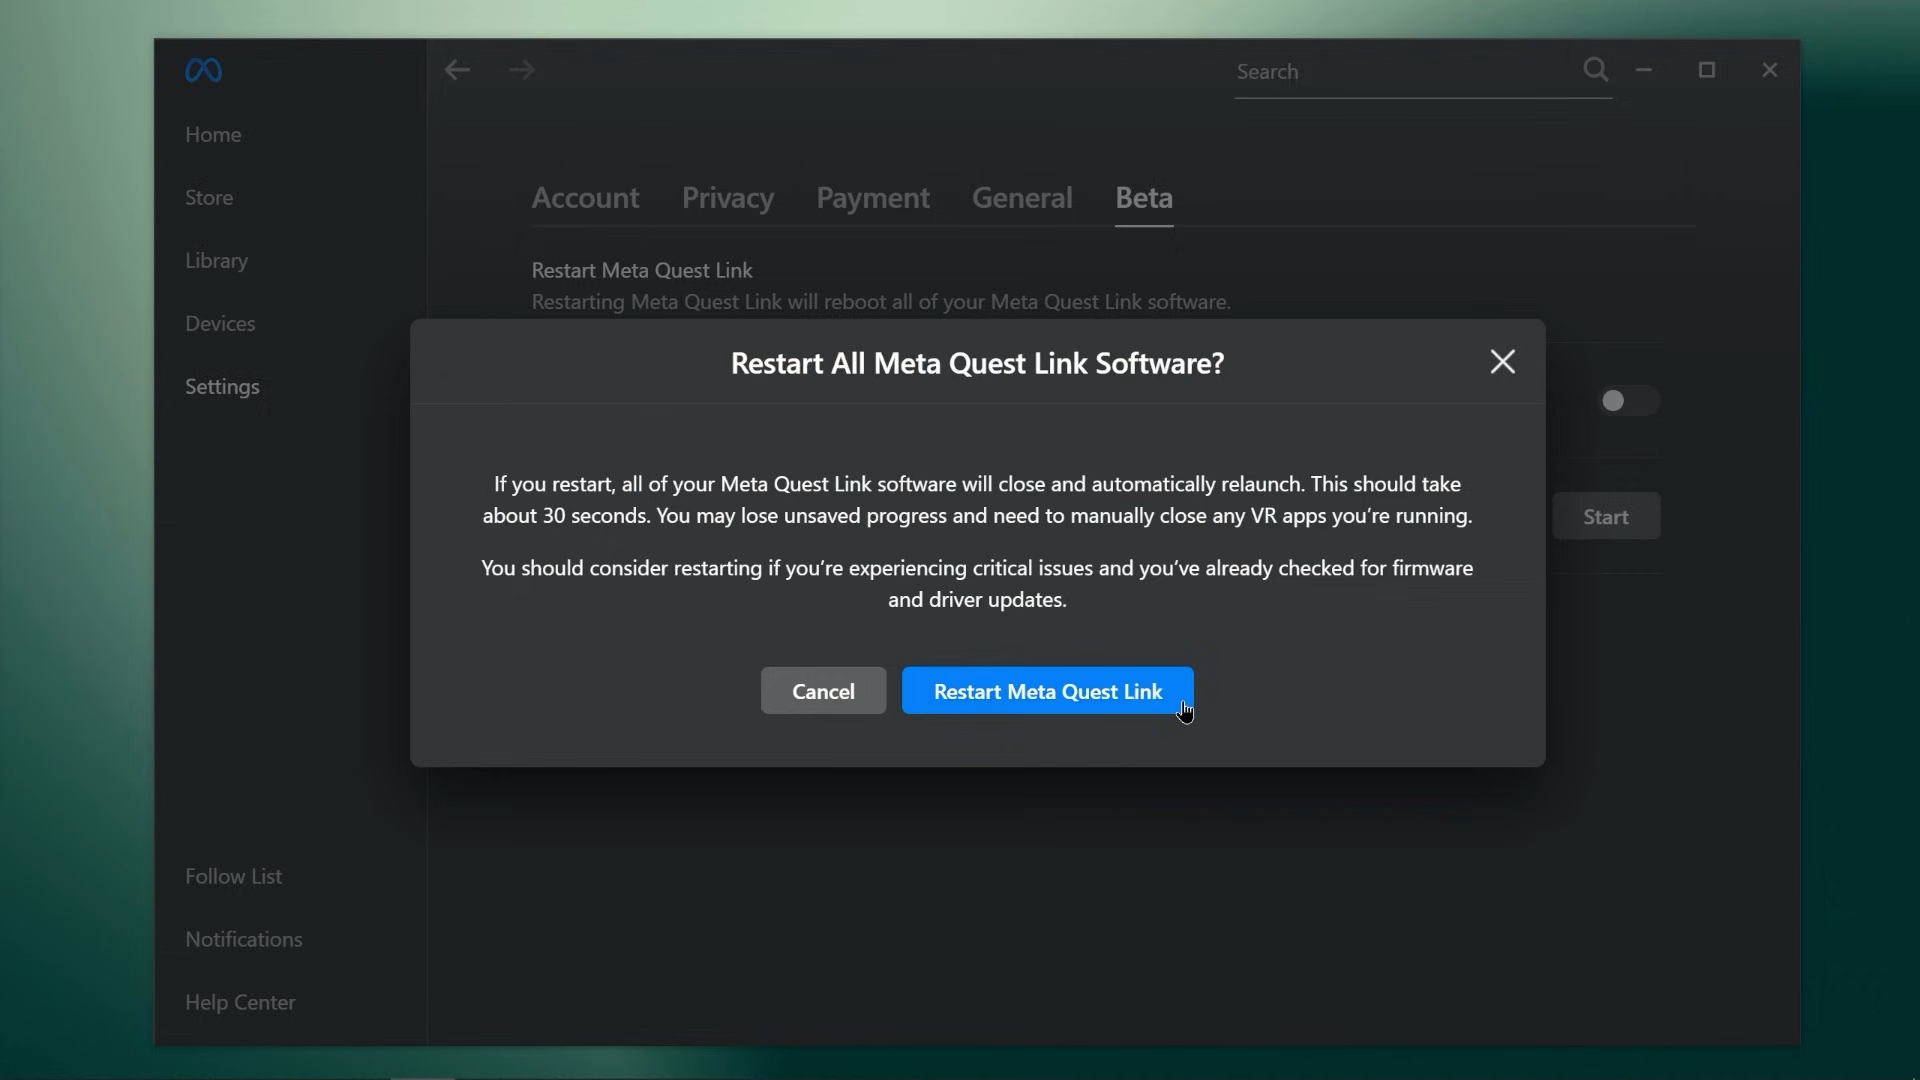 Search
Home
Store
Library
Devices
Settings
Account Privacy Payment General Beta
Restart Meta Quest Link
Restarting Meta Quest Link will reboot all of your Meta Quest Link software.
Restart All Meta Quest Link Software?
If you restart, all of your Meta Quest Link software will close and automatically relaunch. This should take
about 30 seconds. You may lose unsaved progress and need to manually close any VR apps you're running.
You should consider restarting if you're experiencing critical issues and you've already checked for firmware
and driver updates.
Cancel
Restart Meta Quest Link
Start
Follow List
Notifications
Help Center